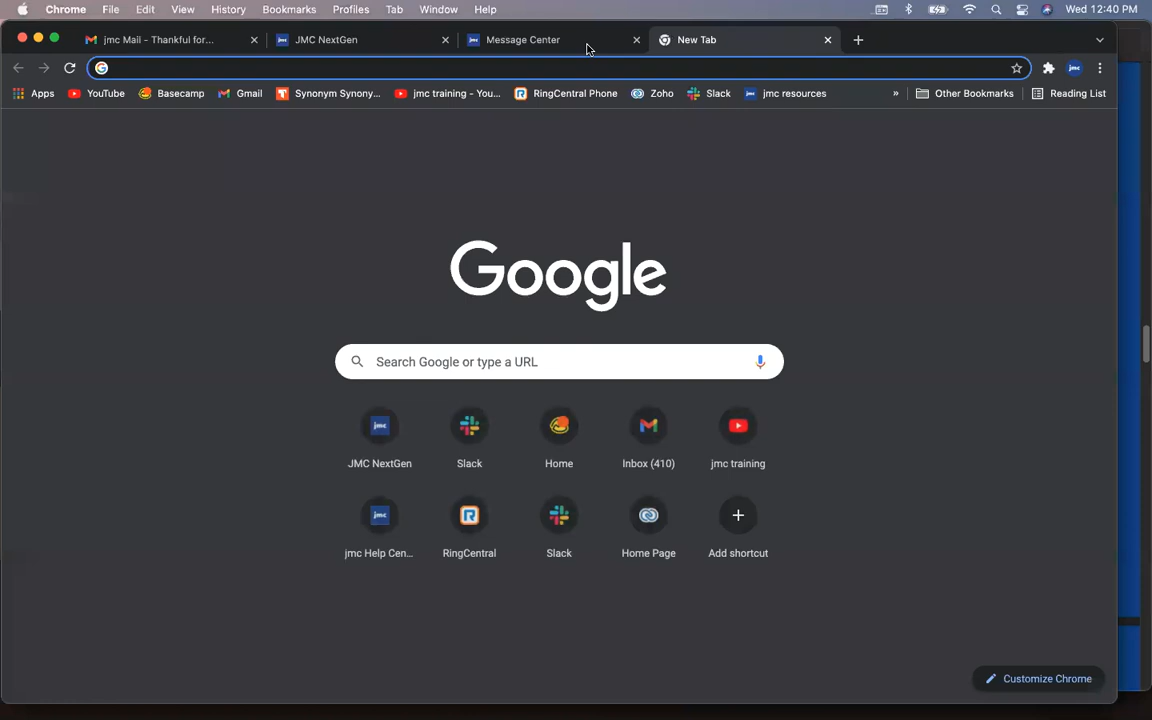 Chrome File Edit View History Bookmarks Profiles Tab Window Help Wed 12:40 PM
jmc Mail - Thankful for... JMC NextGen Message Center New Tab
Apps YouTube Basecamp Gmail Synonym Synony... jmc training - You... RingCentral Phone Zoho Slack jmc resources » Other Bookmarks Reading List
Google
Search Google or type a URL
JMC NextGen Slack Home Inbox (410) jmc training
jmc Help Cen... RingCentral Slack Home Page Add shortcut
Customize Chrome